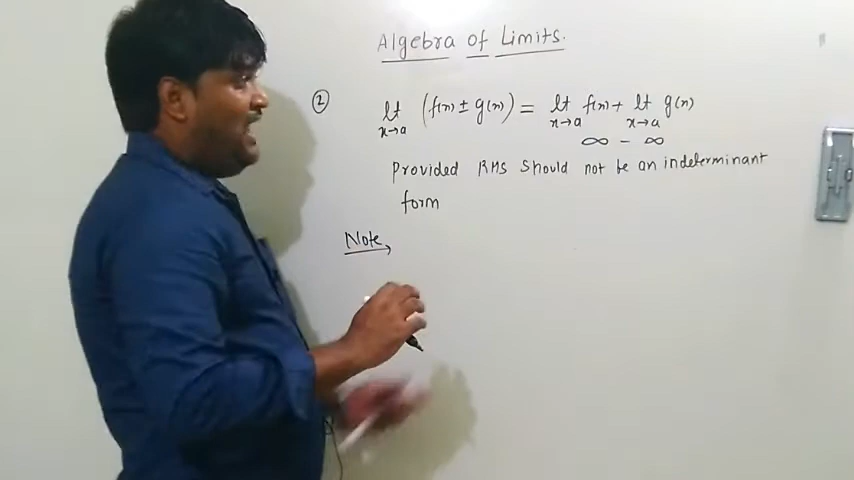 Algebra of Limits.
② lt (f(x) ± g(x)) = lt f(x) + lt g(x)
x→a x→a x→a
∞ - ∞
Provided RHS should not be an indeterminant
form
Note